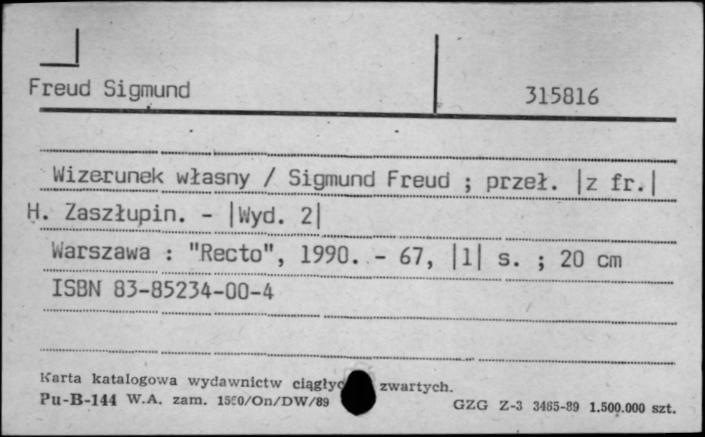 Freud Sigmund
315816
Wizerunek własny / Sigmund Freud ; przeł. |z fr.|
H. Zaszłupin. - |Wyd. 2|
Warszawa : "Recto", 1990. - 67, |1| s. ; 20 cm
ISBN 83-85234-00-4
Karta katalogowa wydawnictw zwartych.
Pu-B-144 W.A. zam. /On/DW/89
GZG Z-3 3465-89 1.500.000 szt.